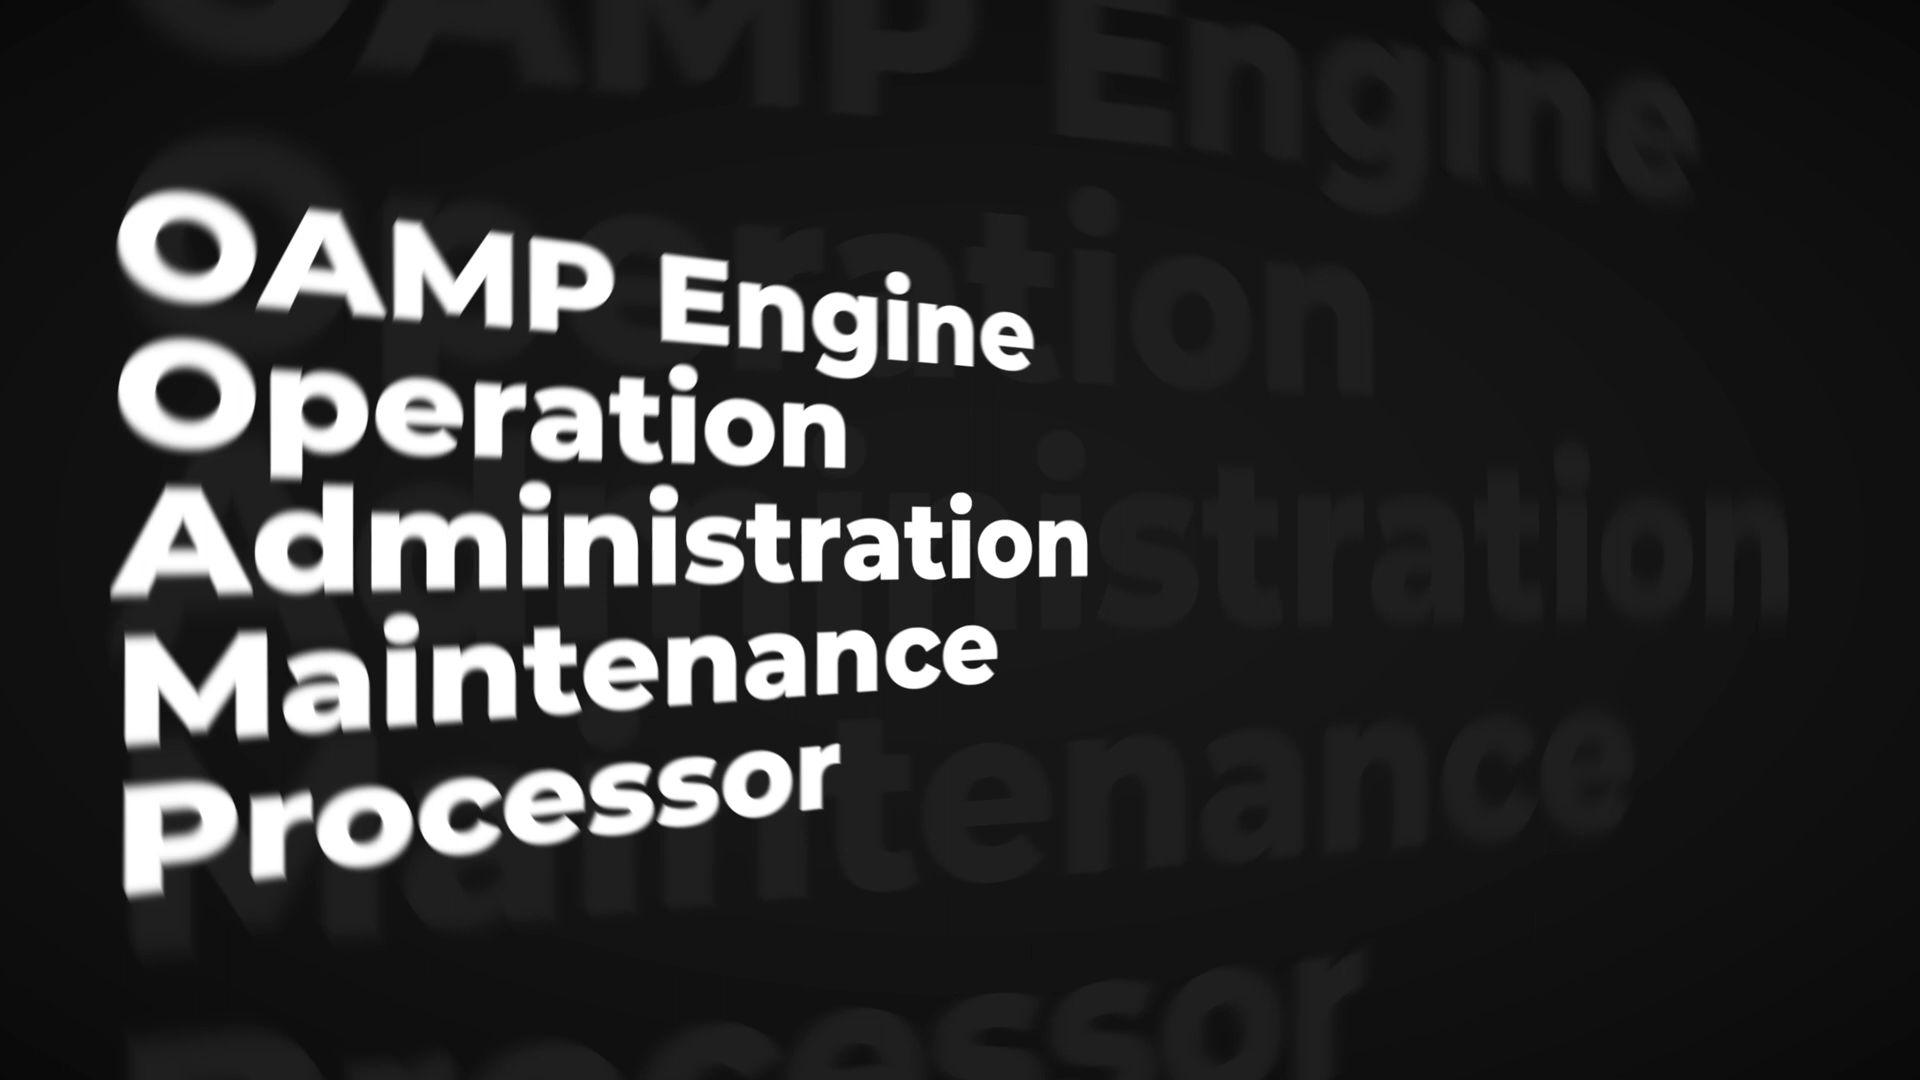 OAMP Engine
Operation
Administration
Maintenance
Processor